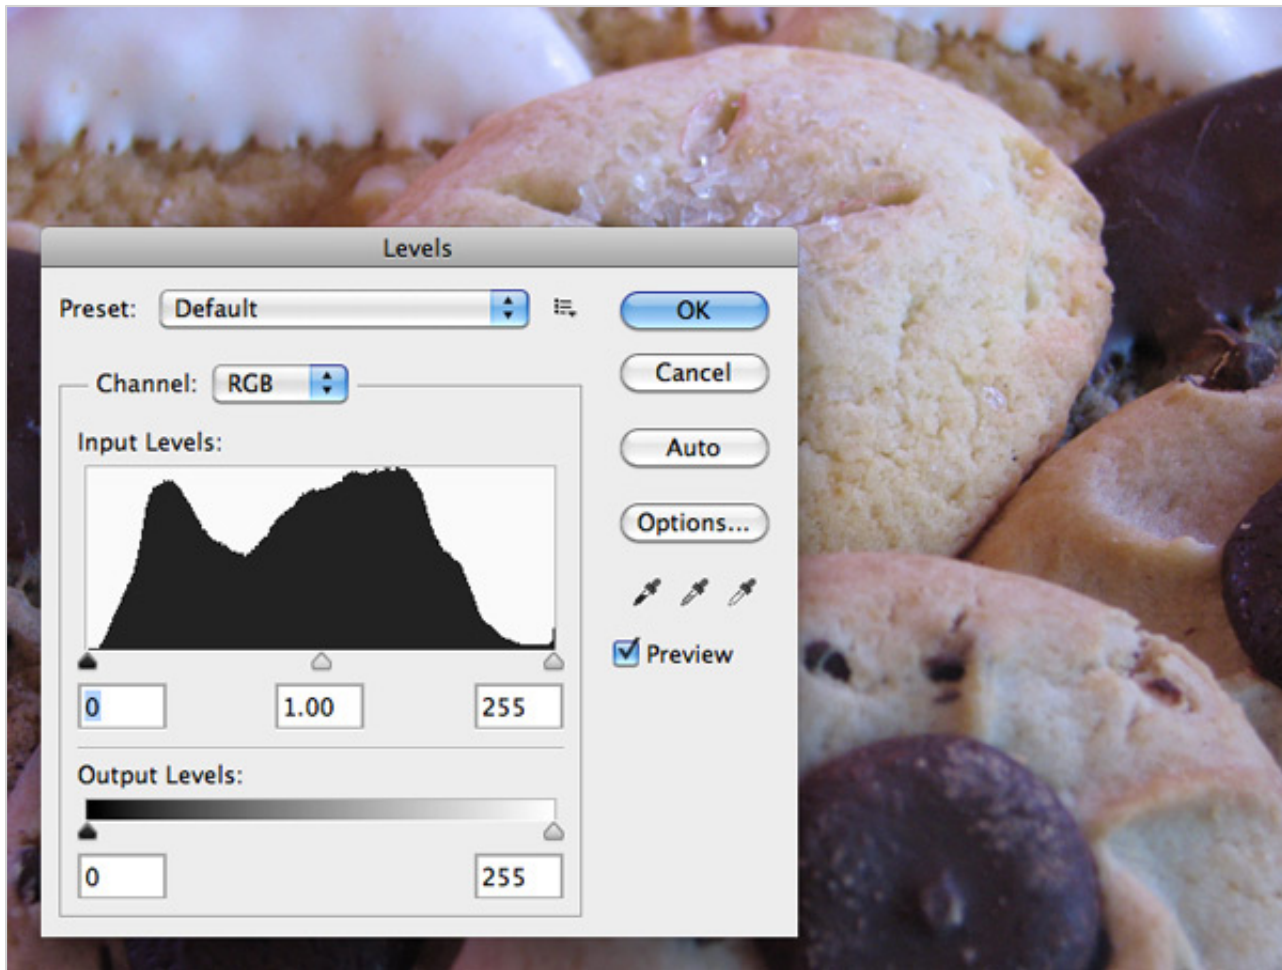 Levels
Preset: Default
OK
Channel: RGB
Cancel
Input Levels:
Auto
Options...
Preview
0 1.00 255
Output Levels:
0 255